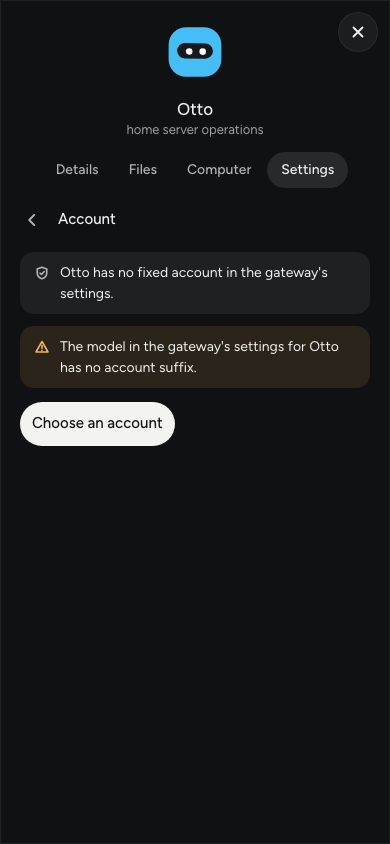 Otto
home server operations
Details Files Computer Settings
Account
Otto has no fixed account in the gateway's
settings.
The model in the gateway's settings for Otto
has no account suffix.
Choose an account